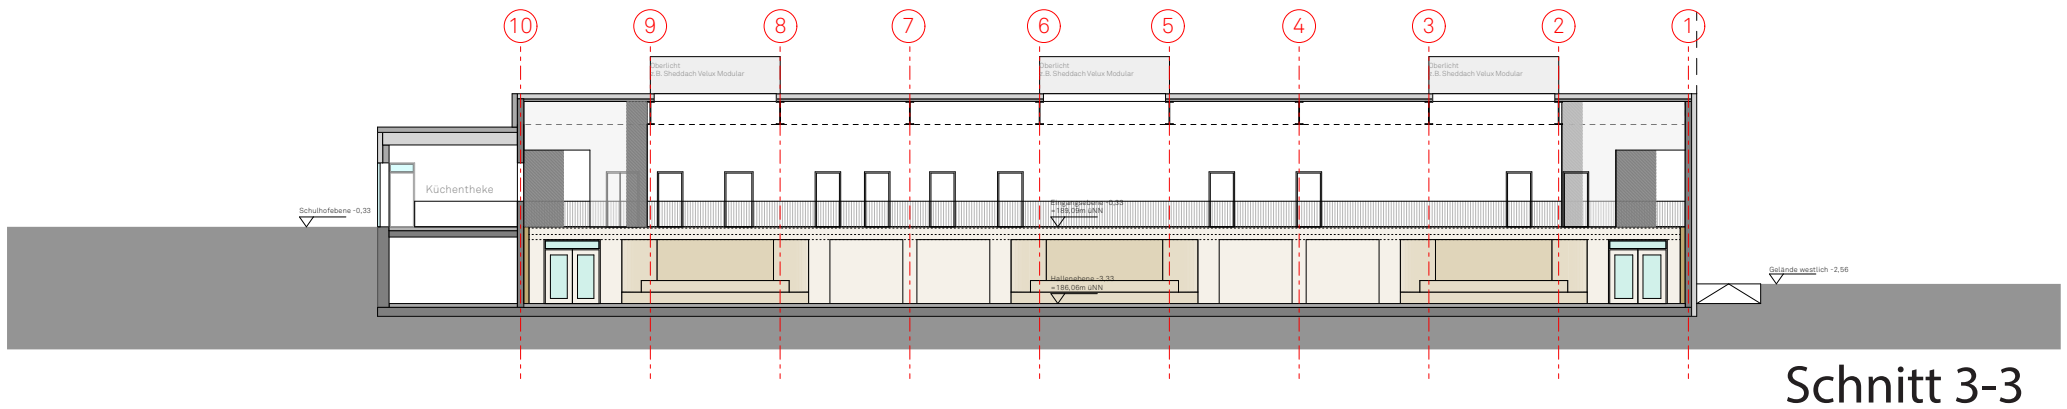 10 9 8 7 6 5 4 3 2 1
Oberlicht
z.B. Sheddach Velux Modular
Oberlicht
z.B. Sheddach Velux Modular
Oberlicht
z.B. Sheddach Velux Modular
Küchentheke
Schulhofebene -0,33
Eingangsebene -0,33
=189,09m üNN
Hallenebene -3,33
=186,06m üNN
Gelände westlich -2,56
Schnitt 3-3